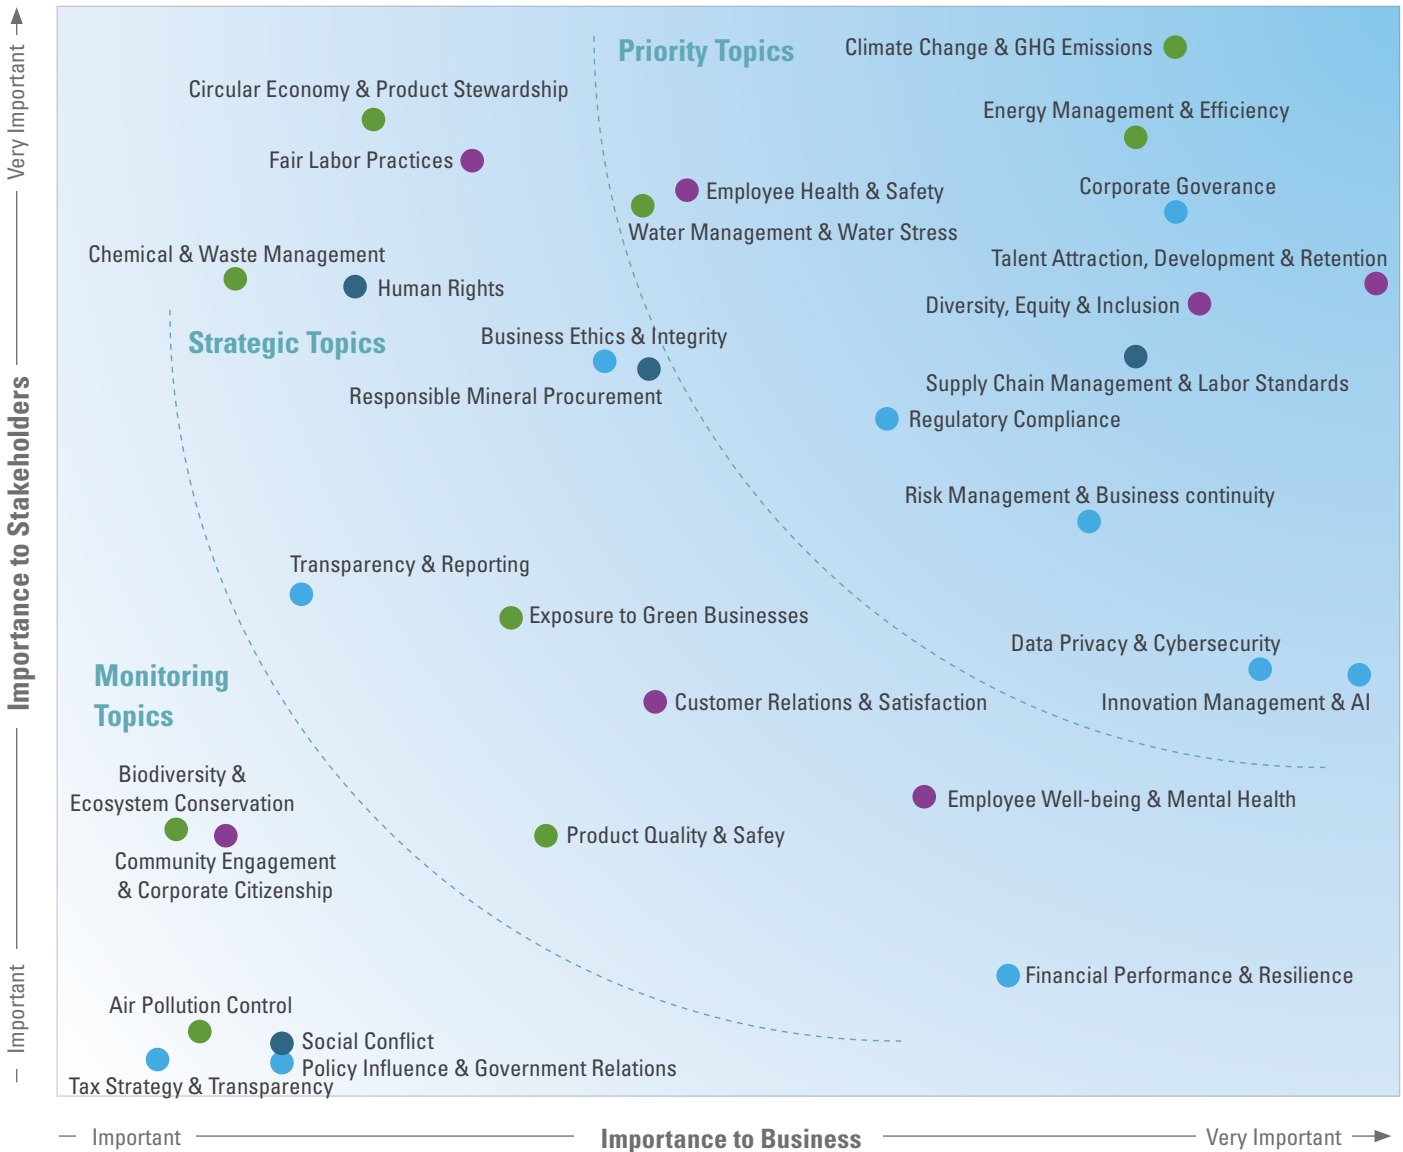 Very Important
Importance to Stakeholders
Important
Priority Topics
Climate Change & GHG Emissions
Circular Economy & Product Stewardship
Energy Management & Efficiency
Fair Labor Practices
Employee Health & Safety
Corporate Goverance
Water Management & Water Stress
Chemical & Waste Management
Talent Attraction, Development & Retention
Human Rights
Diversity, Equity & Inclusion
Strategic Topics
Business Ethics & Integrity
Supply Chain Management & Labor Standards
Responsible Mineral Procurement
Regulatory Compliance
Risk Management & Business continuity
Transparency & Reporting
Exposure to Green Businesses
Data Privacy & Cybersecurity
Monitoring
Topics
Customer Relations & Satisfaction
Innovation Management & AI
Biodiversity &
Ecosystem Conservation
Employee Well-being & Mental Health
Product Quality & Safey
Community Engagement
& Corporate Citizenship
Financial Performance & Resilience
Air Pollution Control
Social Conflict
Policy Influence & Government Relations
Tax Strategy & Transparency
Important
Importance to Business
Very Important